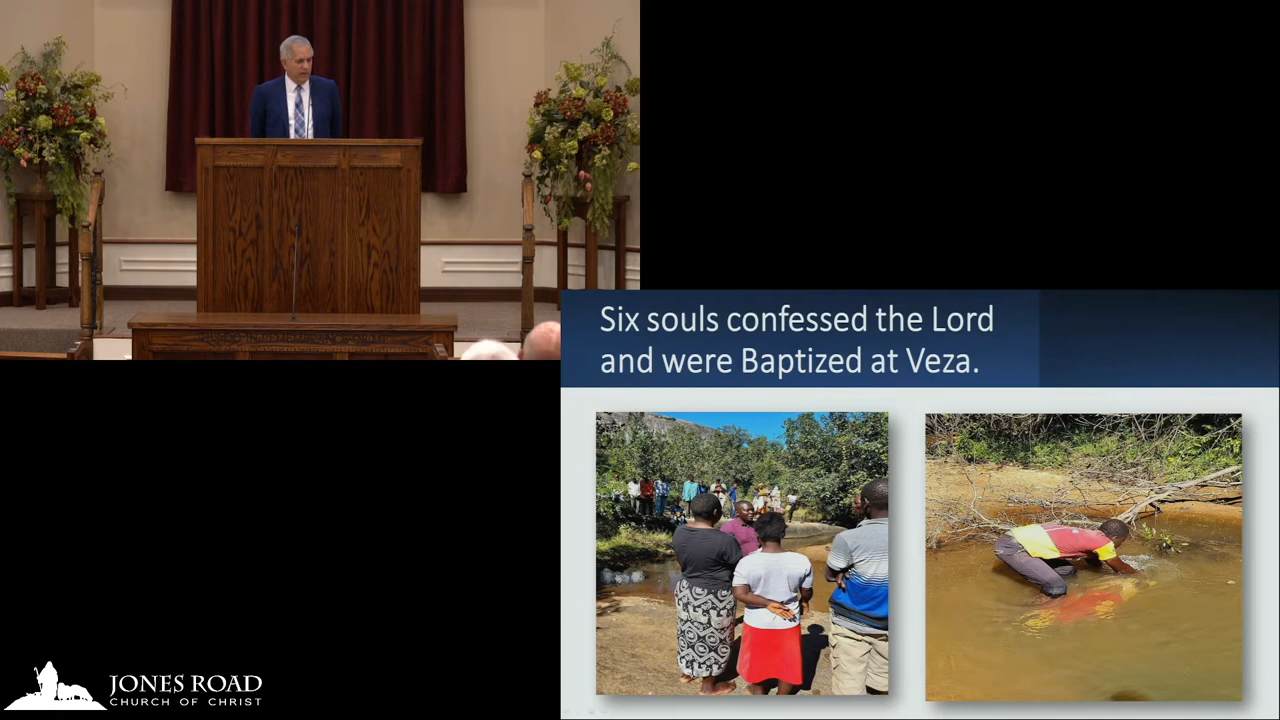 Six souls confessed the Lord
and were Baptized at Veza.
JONES ROAD
CHURCH OF CHRIST